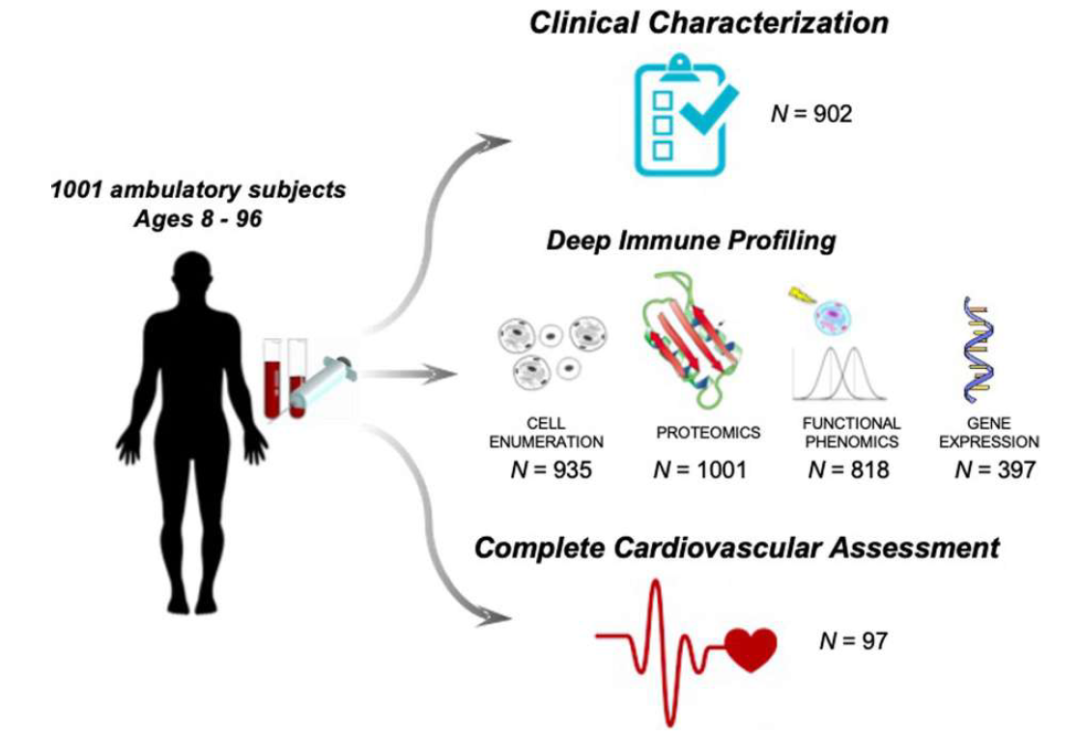 Clinical Characterization
N = 902
1001 ambulatory subjects
Ages 8 - 96
Deep Immune Profiling
CELL
ENUMERATION
N = 935
PROTEOMICS
N = 1001
FUNCTIONAL
PHENOMICS
N = 818
GENE
EXPRESSION
N = 397
Complete Cardiovascular Assessment
N = 97